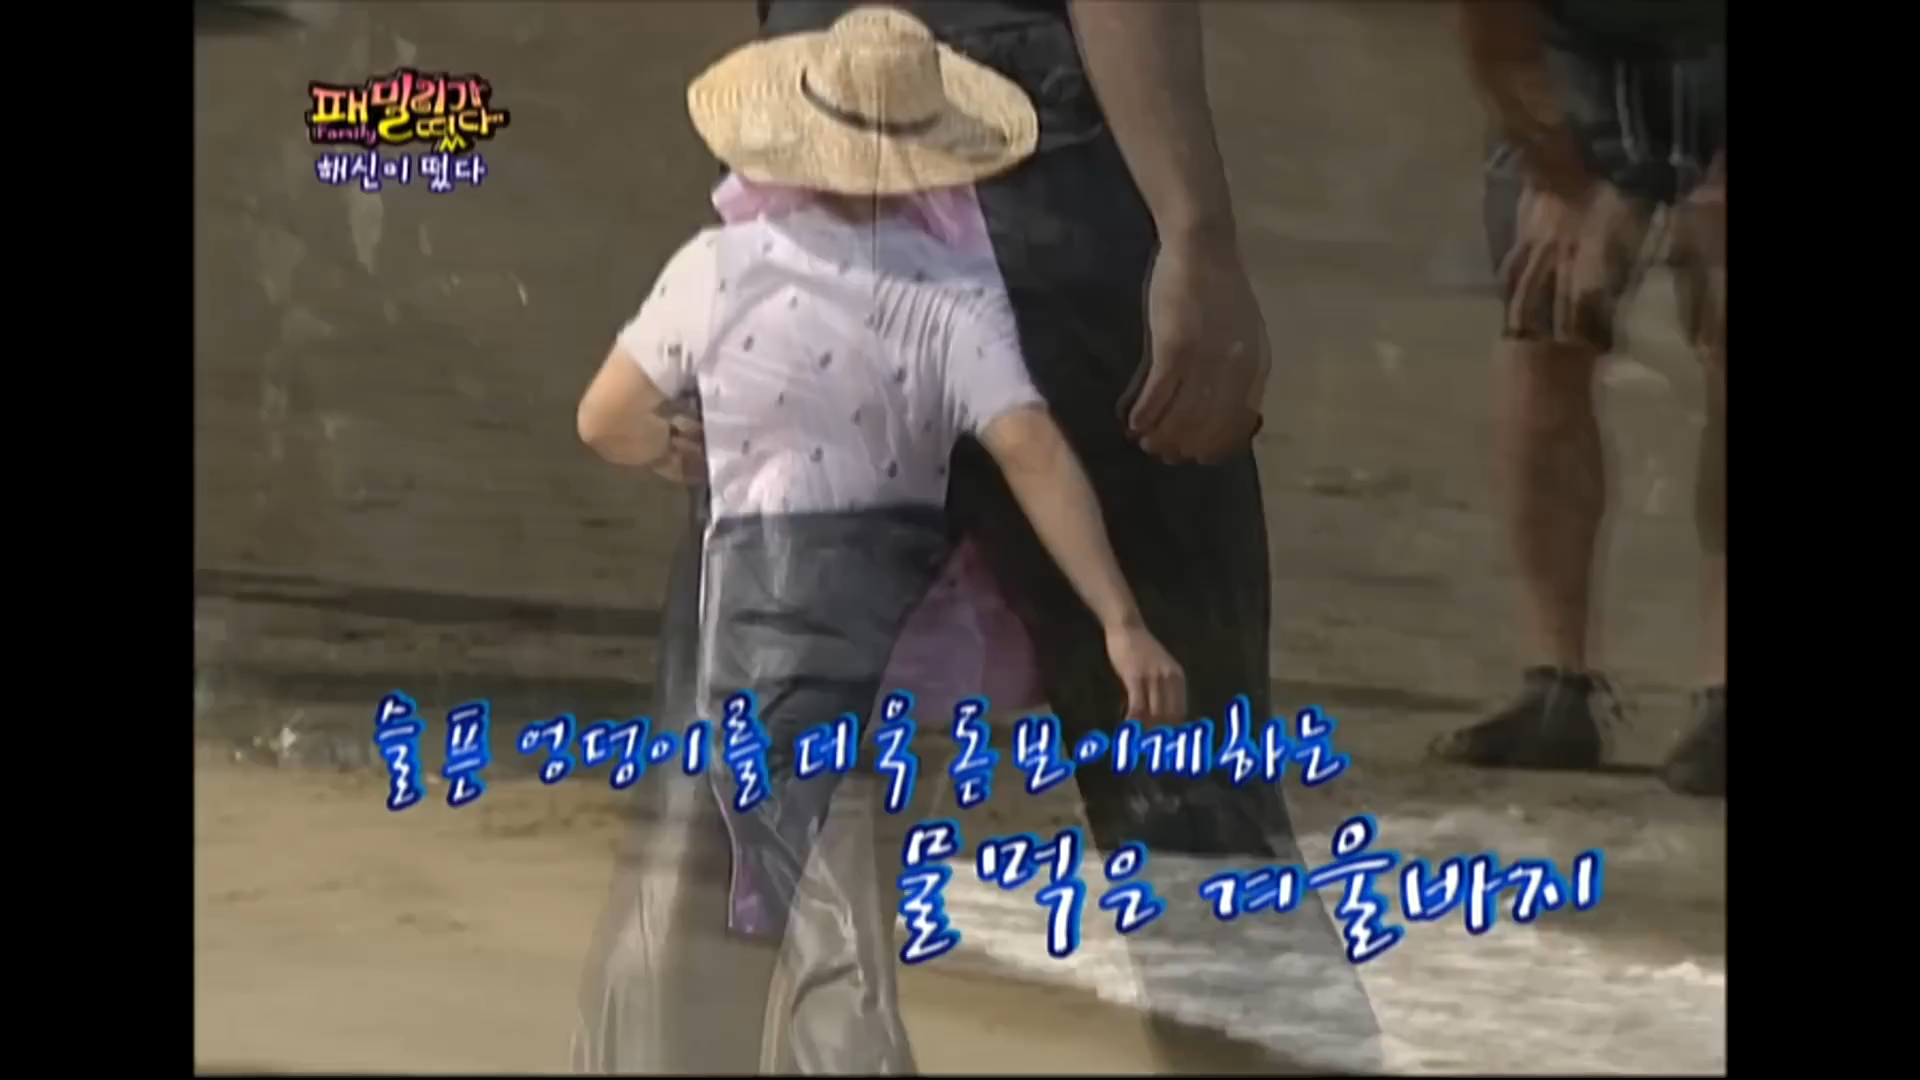 패밀리가
Family 떴다
해신이 떴다
슬픈 엉덩이를 더욱 돋보이게하는
물먹은 겨울바지